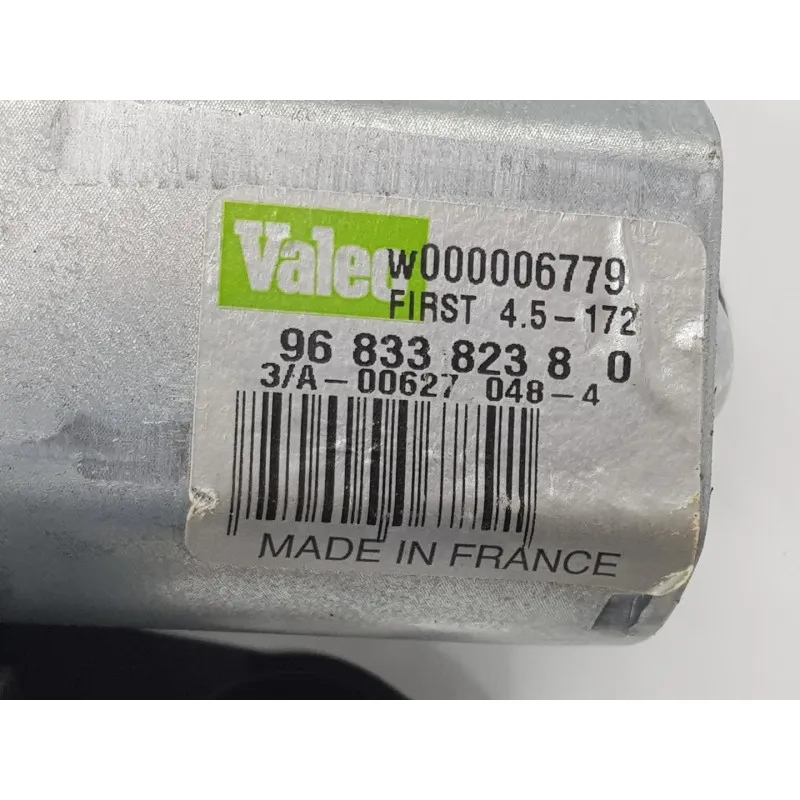 Valeo w000006779
FIRST 4.5-172
96 833 823 8 0
3/A-00627 048-4
MADE IN FRANCE